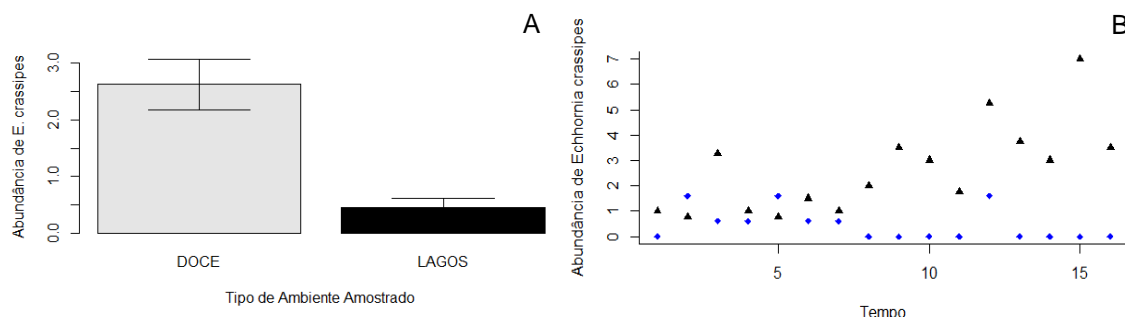 A
Abundância de E. crassipes
3.0
2.0
1.0
0.0
DOCE LAGOS
Tipo de Ambiente Amostrado
B
Abundância de Echhornia crassipes
7
6
5
4
3
2
1
0
5 10 15
Tempo